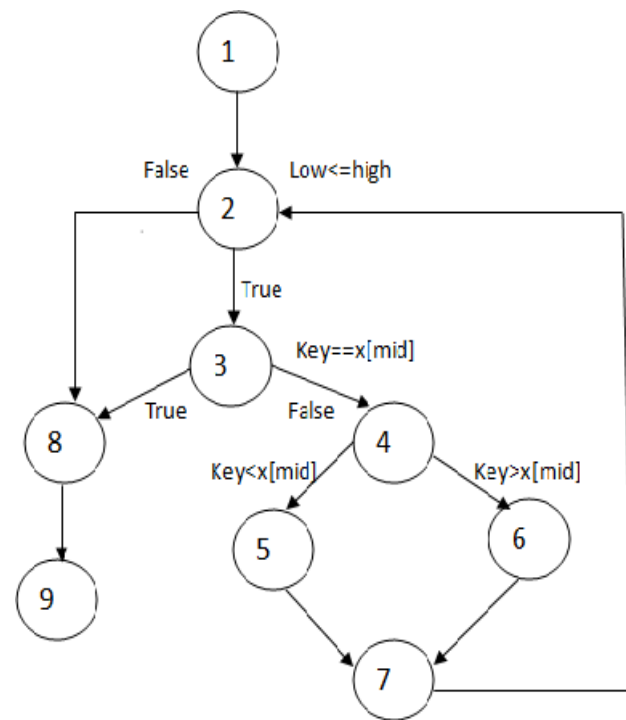 1
False
Low<=high
2
True
3
Key==x[mid]
True
False
8
4
Key<x[mid]
Key>x[mid]
5
6
9
7